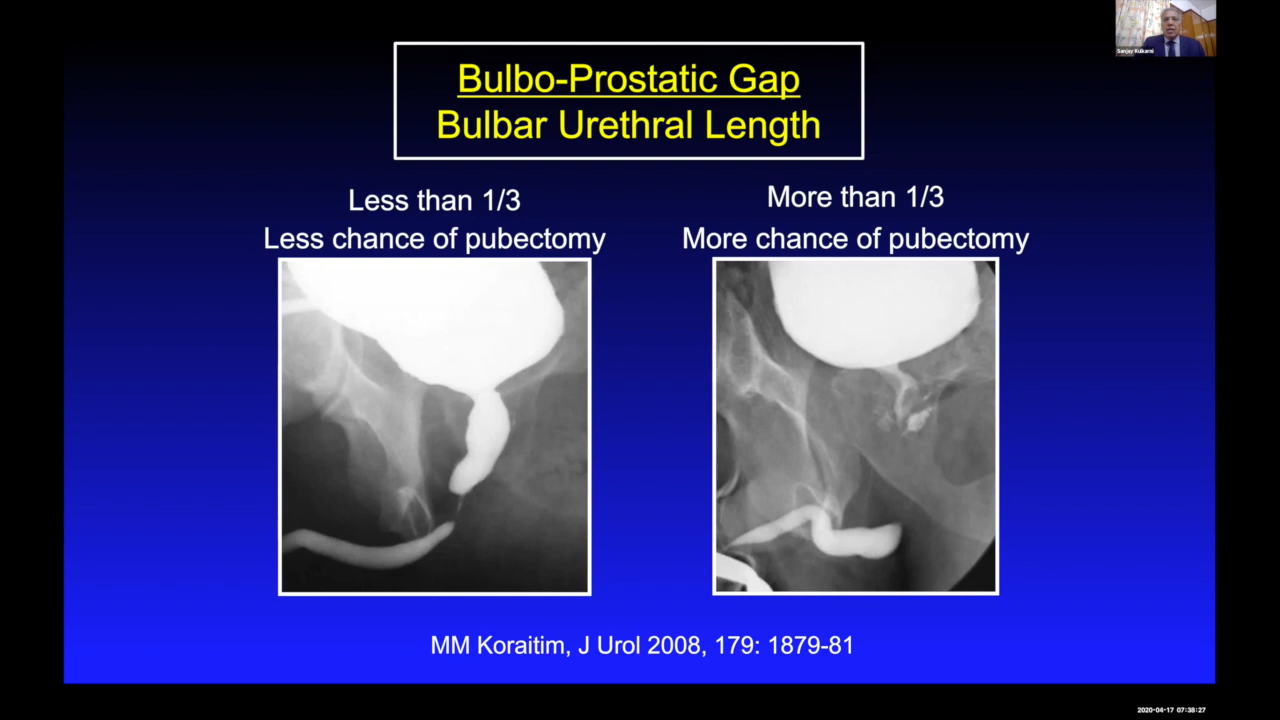 Sanjay Kulkarni
Bulbo-Prostatic Gap
Bulbar Urethral Length
Less than 1/3
Less chance of pubectomy
More than 1/3
More chance of pubectomy
MM Koraitim, J Urol 2008, 179: 1879-81
2020-04-17 07:38:27